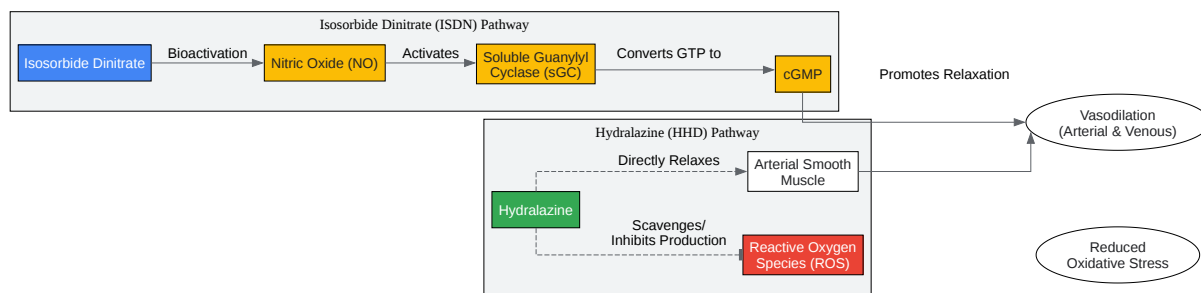 Isosorbide Dinitrate (ISDN) Pathway
Isosorbide Dinitrate
Bioactivation
Nitric Oxide (NO)
Activates
Soluble Guanylyl
Cyclase (sGC)
Converts GTP to
cGMP
Promotes Relaxation
Vasodilation
(Arterial & Venous)
Hydralazine (HHD) Pathway
Hydralazine
Directly Relaxes
Arterial Smooth
Muscle
Scavenges/
Inhibits Production
Reactive Oxygen
Species (ROS)
Reduced
Oxidative Stress